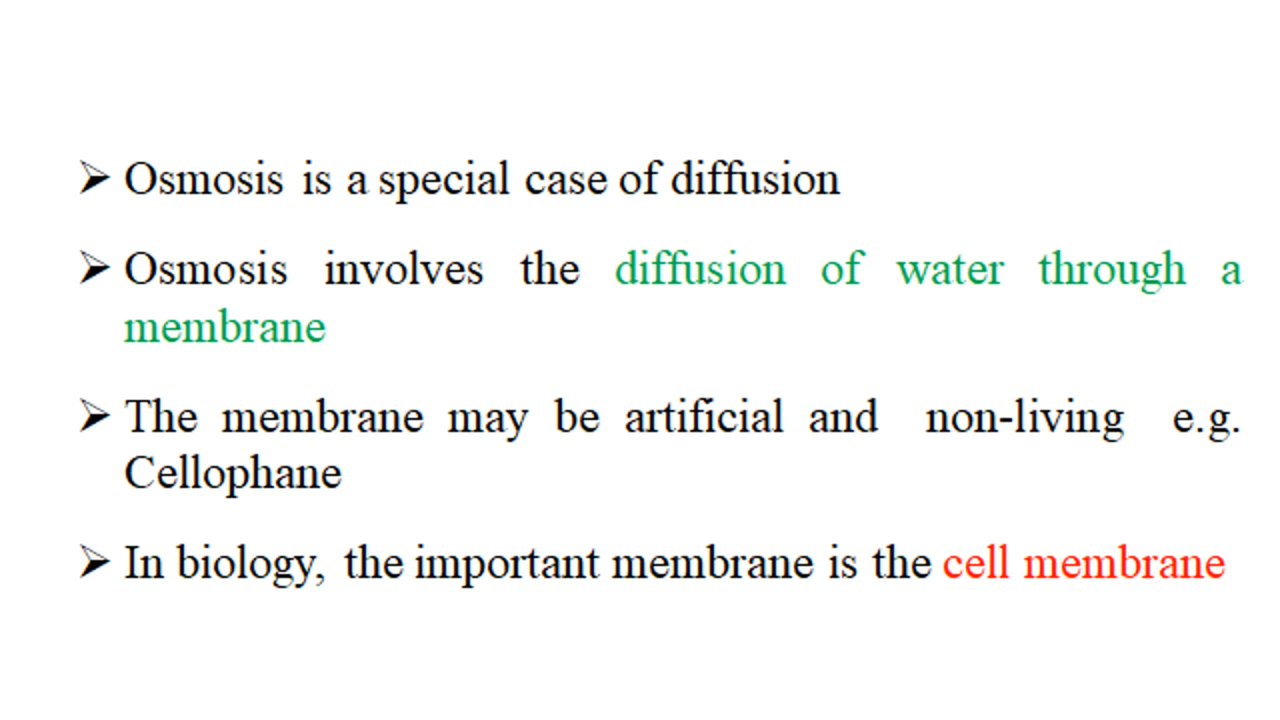 ➢ Osmosis is a special case of diffusion
➢ Osmosis involves the diffusion of water through a
membrane
➢ The membrane may be artificial and non-living e.g.
Cellophane
➢ In biology, the important membrane is the cell membrane